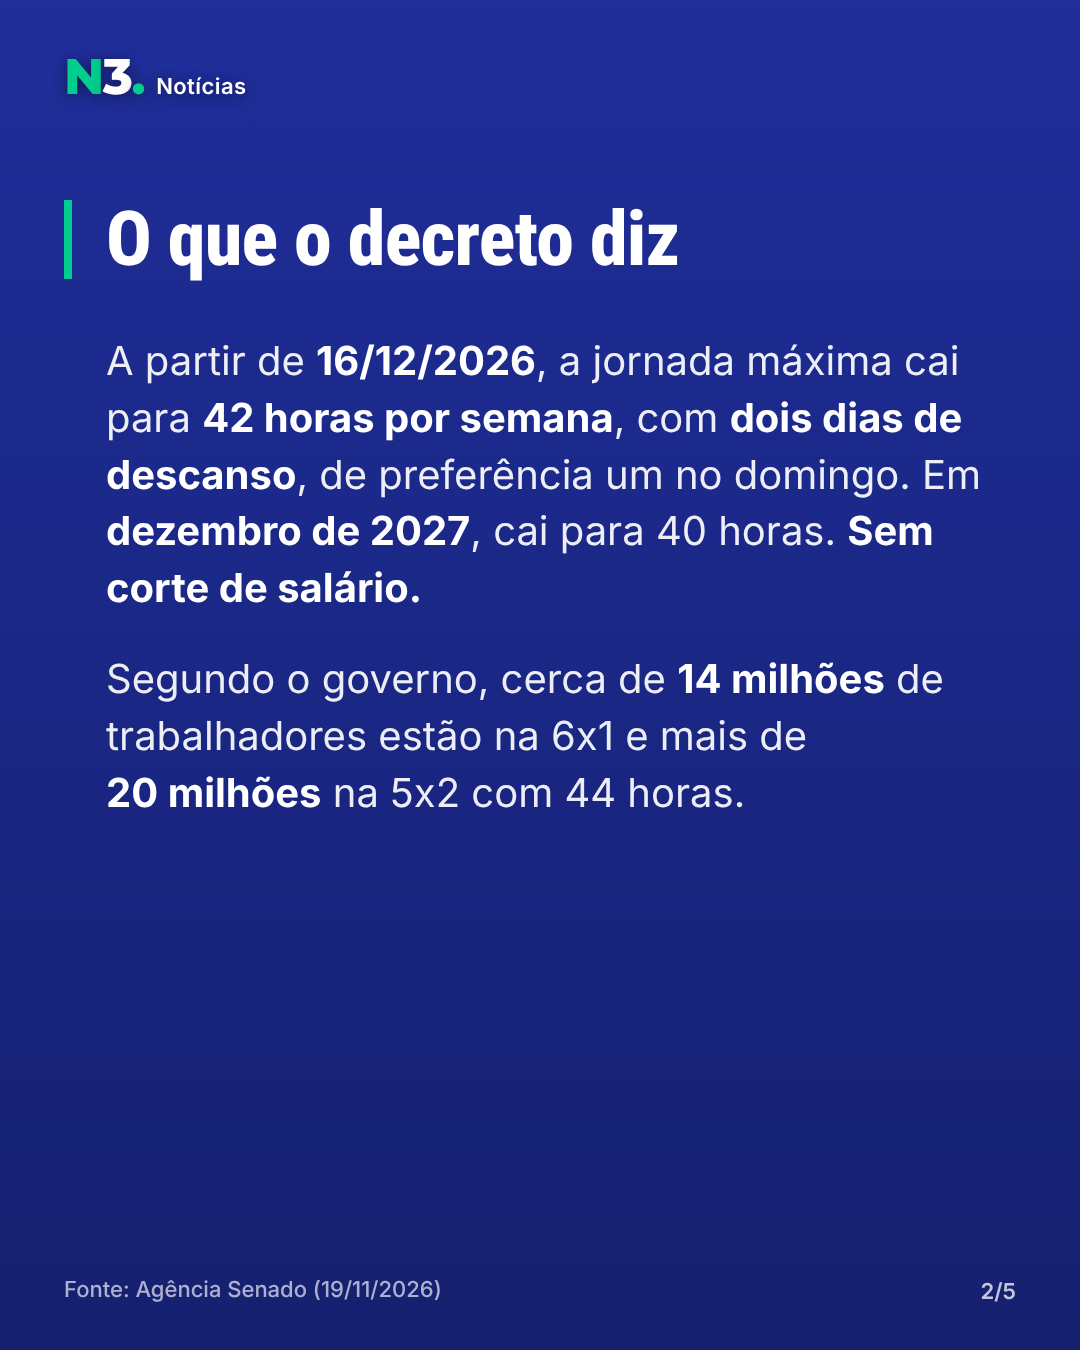 N3. Notícias
O que o decreto diz
A partir de 16/12/2026, a jornada máxima cai
para 42 horas por semana, com dois dias de
descanso, de preferência um no domingo. Em
dezembro de 2027, cai para 40 horas. Sem
corte de salário.
Segundo o governo, cerca de 14 milhões de
trabalhadores estão na 6x1 e mais de
20 milhões na 5x2 com 44 horas.
Fonte: Agência Senado (19/11/2026)
2/5